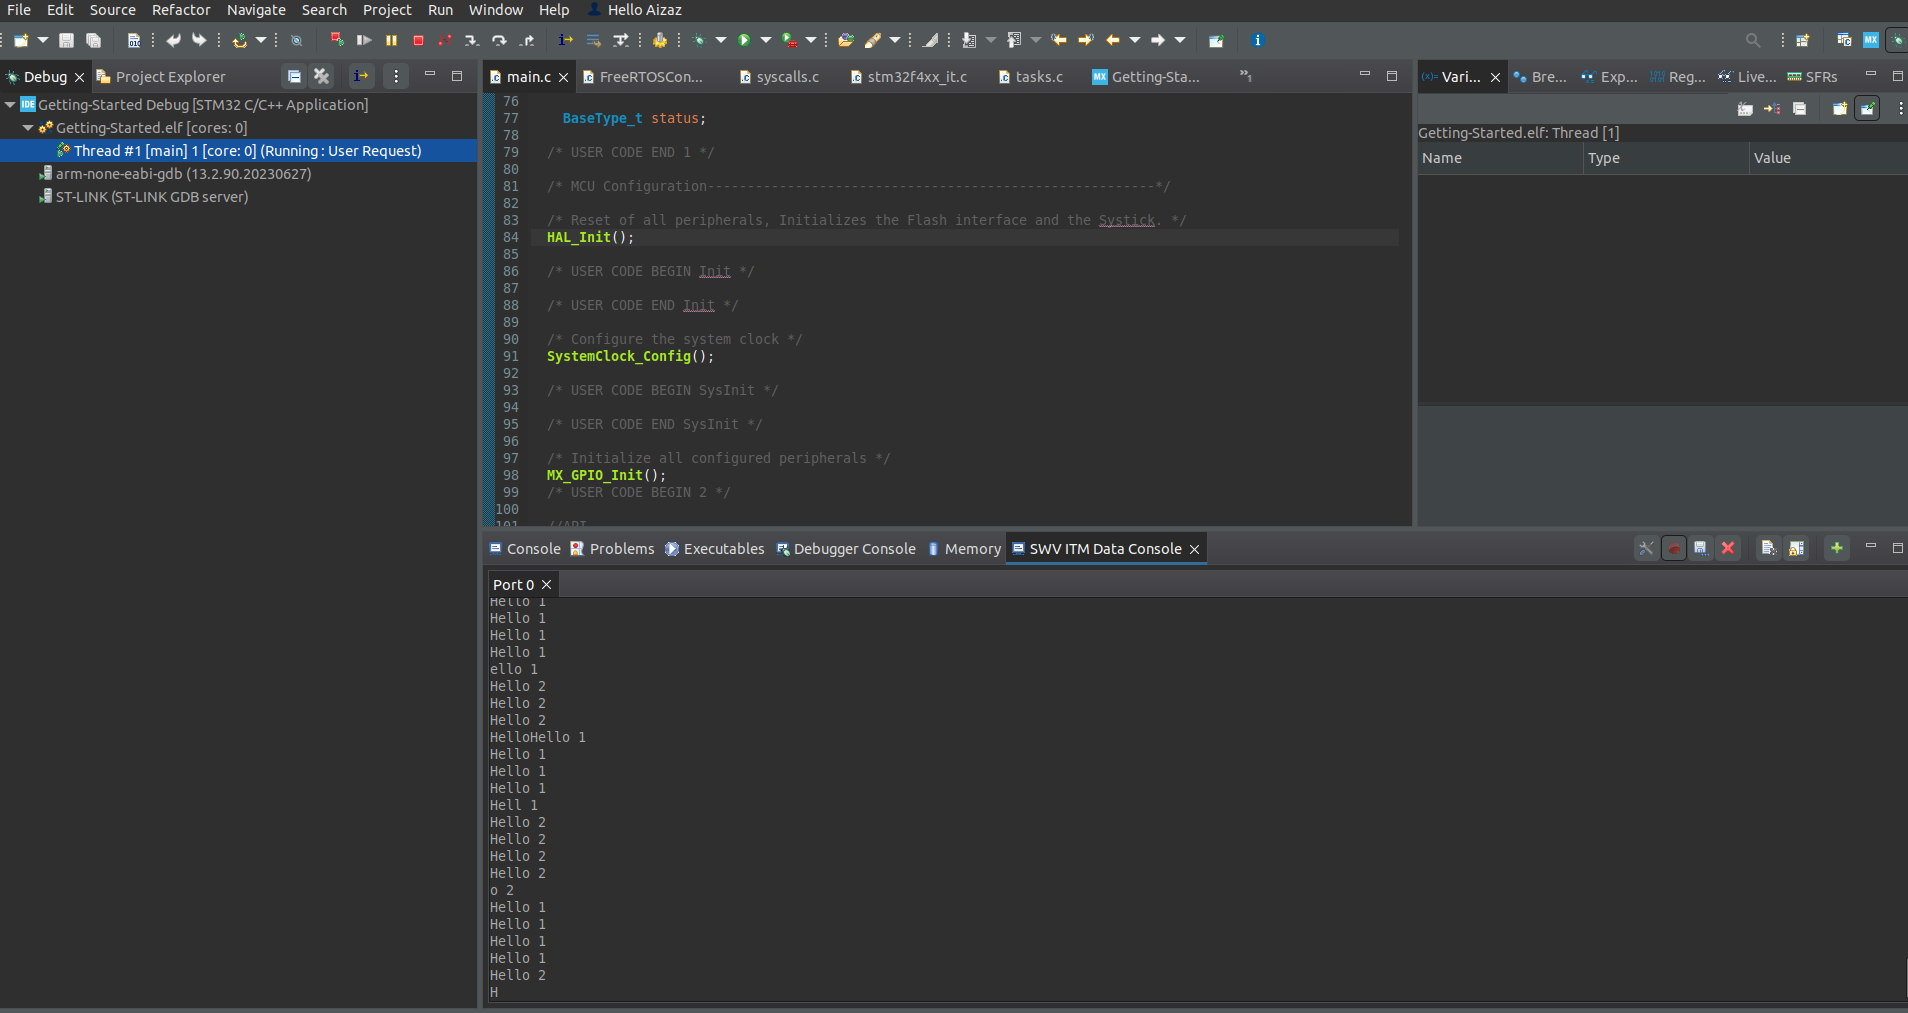 File Edit Source Refactor Navigate Search Project Run Window Help Hello Aizaz
Debug Project Explorer
Getting-Started Debug [STM32 C/C++ Application]
Getting-Started.elf [cores: 0]
Thread #1 [main] 1 [core: 0] (Running : User Request)
arm-none-eabi-gdb (13.2.90.20230627)
ST-LINK (ST-LINK GDB server)
main.c FreeRTOSCon... syscalls.c stm32f4xx_it.c tasks.c Getting-Sta... »1
76
77 BaseType_t status;
78
79 /* USER CODE END 1 */
80
81 /* MCU Configuration--------------------------------------------------------*/
82
83 /* Reset of all peripherals, Initializes the Flash interface and the Systick. */
84 HAL_Init();
85
86 /* USER CODE BEGIN Init */
87
88 /* USER CODE END Init */
89
90 /* Configure the system clock */
91 SystemClock_Config();
92
93 /* USER CODE BEGIN SysInit */
94
95 /* USER CODE END SysInit */
96
97 /* Initialize all configured peripherals */
98 MX_GPIO_Init();
99 /* USER CODE BEGIN 2 */
100
101 //API
(x)= Vari... Bre... Exp... Reg... Live... SFRs
Getting-Started.elf: Thread [1]
Name Type Value
Console Problems Executables Debugger Console Memory SWV ITM Data Console
Port 0
Hello 1
Hello 1
Hello 1
Hello 1
ello 1
Hello 2
Hello 2
Hello 2
HelloHello 1
Hello 1
Hello 1
Hello 1
Hell 1
Hello 2
Hello 2
Hello 2
Hello 2
o 2
Hello 1
Hello 1
Hello 1
Hello 1
Hello 2
H